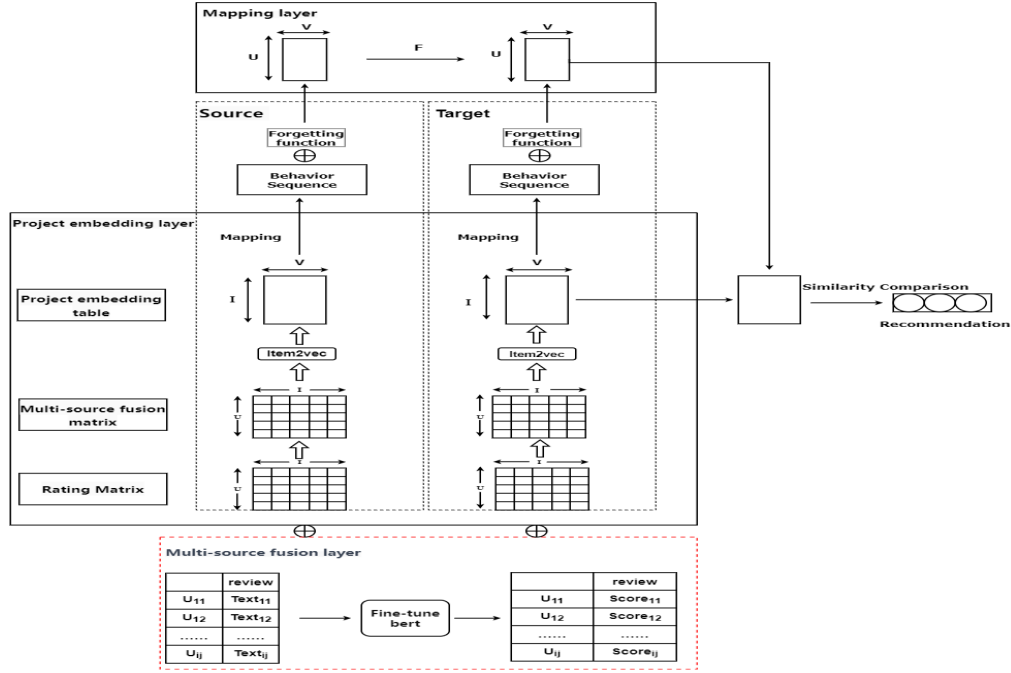 Mapping layer
V
U
F
V
U
Source
Target
Forgetting
function
Forgetting
function
Behavior
Sequence
Behavior
Sequence
Project embedding layer
Mapping
Mapping
V
V
Project embedding
table
I
I
Similarity Comparison
Recommendation
Item2vec
Item2vec
I
I
Multi-source fusion
matrix
U
U
I
I
Rating Matrix
U
U
Multi-source fusion layer
review
U11 Text11
U12 Text12
...... ......
Uij Textij
Fine-tune
bert
review
U11 Score11
U12 Score12
...... ......
Uij Scoreij